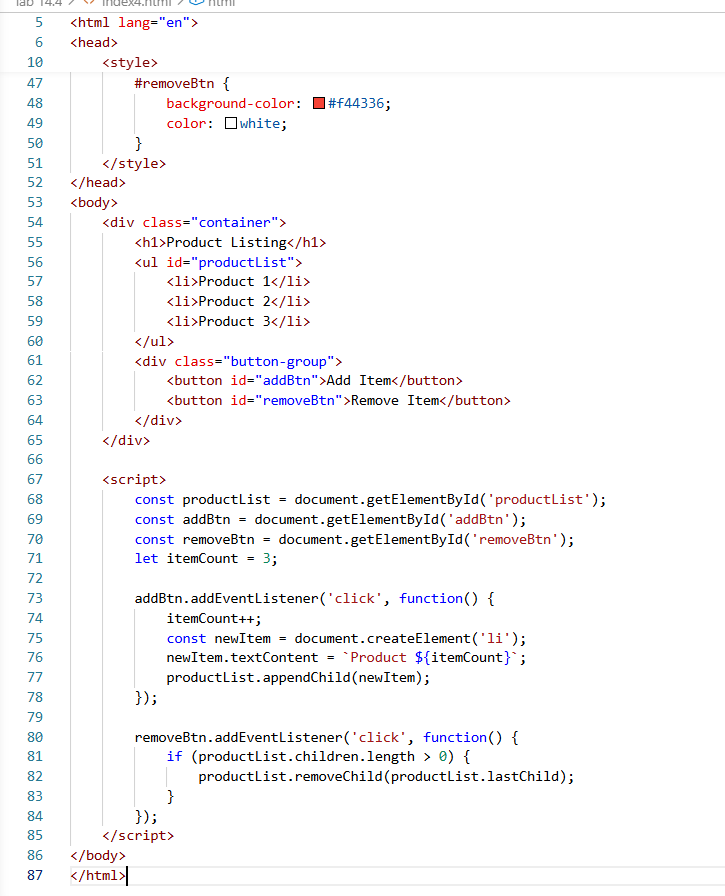 lab 14.4 > <> index4.html > html
5 <html lang="en">
6 <head>
10     <style>
47         #removeBtn {
48             background-color: #f44336;
49             color: white;
50         }
51     </style>
52 </head>
53 <body>
54     <div class="container">
55         <h1>Product Listing</h1>
56         <ul id="productList">
57             <li>Product 1</li>
58             <li>Product 2</li>
59             <li>Product 3</li>
60         </ul>
61         <div class="button-group">
62             <button id="addBtn">Add Item</button>
63             <button id="removeBtn">Remove Item</button>
64         </div>
65     </div>
66
67     <script>
68         const productList = document.getElementById('productList');
69         const addBtn = document.getElementById('addBtn');
70         const removeBtn = document.getElementById('removeBtn');
71         let itemCount = 3;
72
73         addBtn.addEventListener('click', function() {
74             itemCount++;
75             const newItem = document.createElement('li');
76             newItem.textContent = `Product ${itemCount}`;
77             productList.appendChild(newItem);
78         });
79
80         removeBtn.addEventListener('click', function() {
81             if (productList.children.length > 0) {
82                 productList.removeChild(productList.lastChild);
83             }
84         });
85     </script>
86 </body>
87 </html>